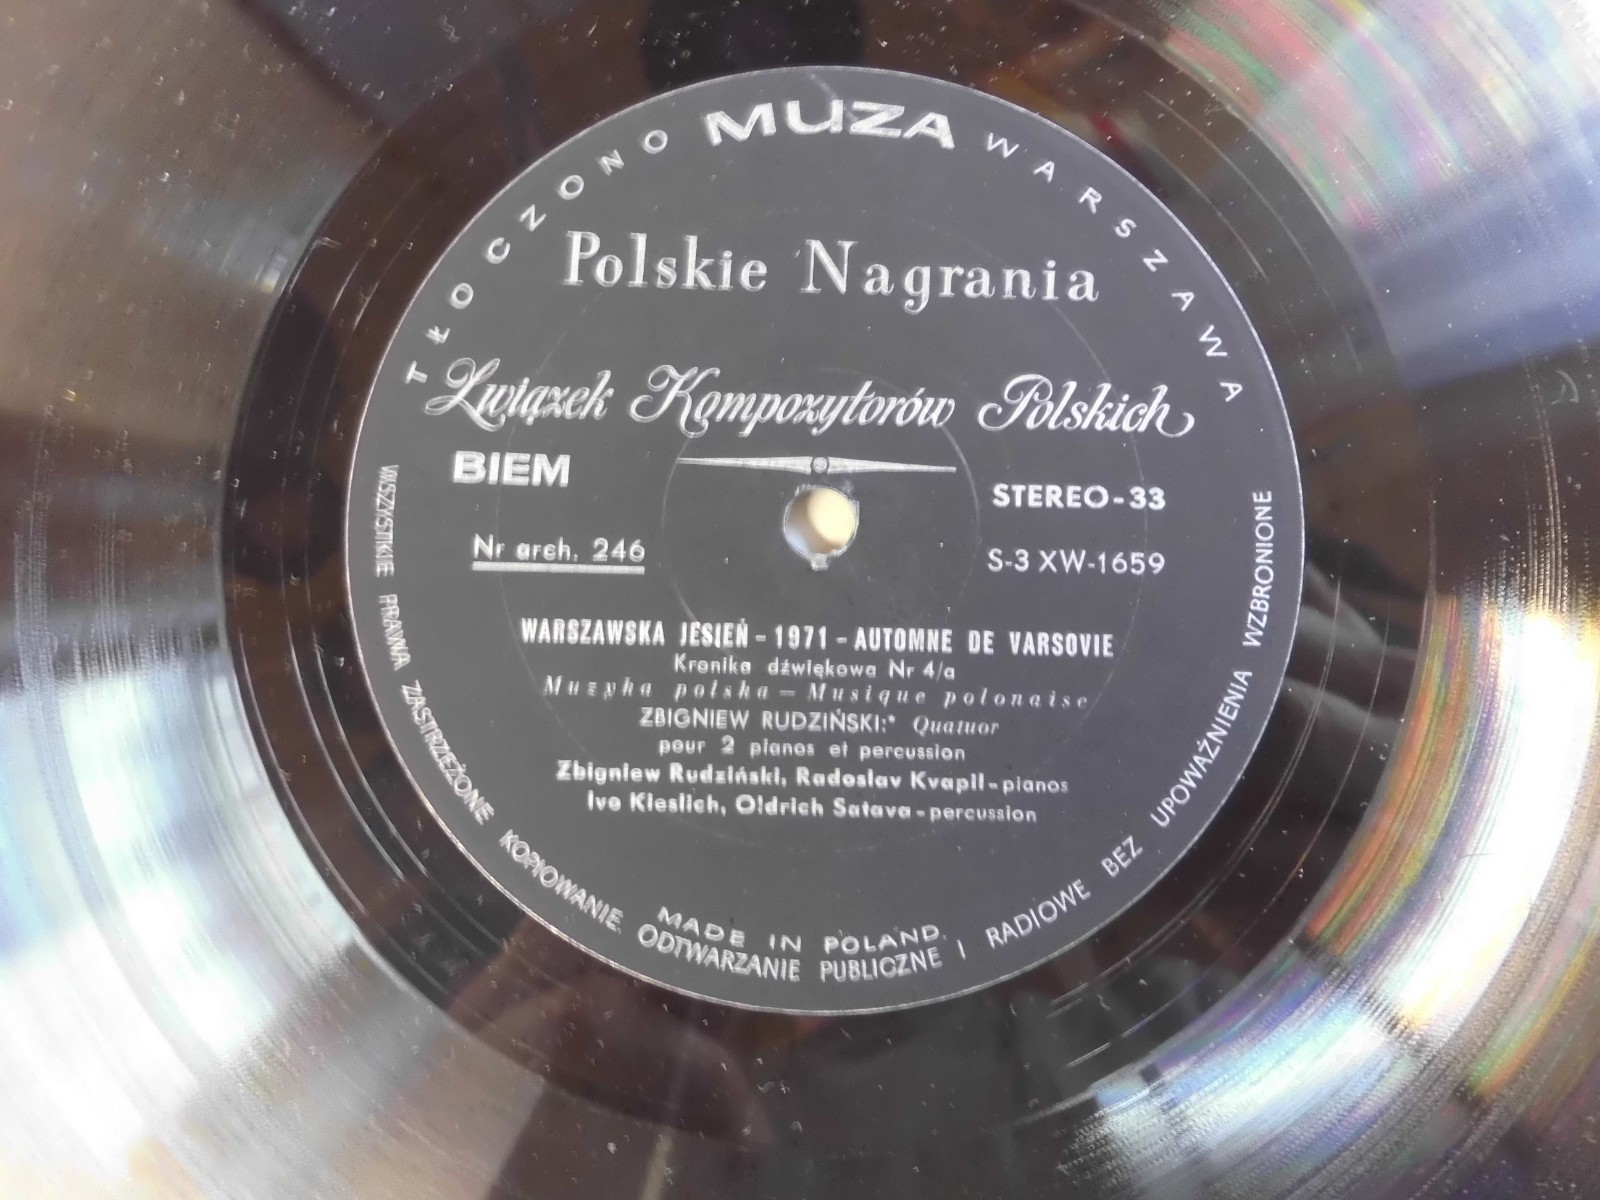 TŁOCZONO MUZA WARSZAWA
Polskie Nagrania
Związek Kompozytorów Polskich
BIEM
STEREO-33
Nr arch. 246
S-3 XW-1659
WARSZAWSKA JESIEŃ - 1971 - AUTOMNE DE VARSOVIE
Kronika dźwiękowa Nr 4/a
Muzyka polska — Musique polonaise
ZBIGNIEW RUDZIŃSKI:* Quatuor
pour 2 pianos et percussion
Zbigniew Rudziński, Radoslav Kvapil - pianos
Ivo Kieslich, Oldrich Satava - percussion
MADE IN POLAND.
WSZYSTKIE PRAWA ZASTRZEŻONE KOPIOWANIE, ODTWARZANIE PUBLICZNE I RADIOWE BEZ UPOWAŻNIENIA WZBRONIONE